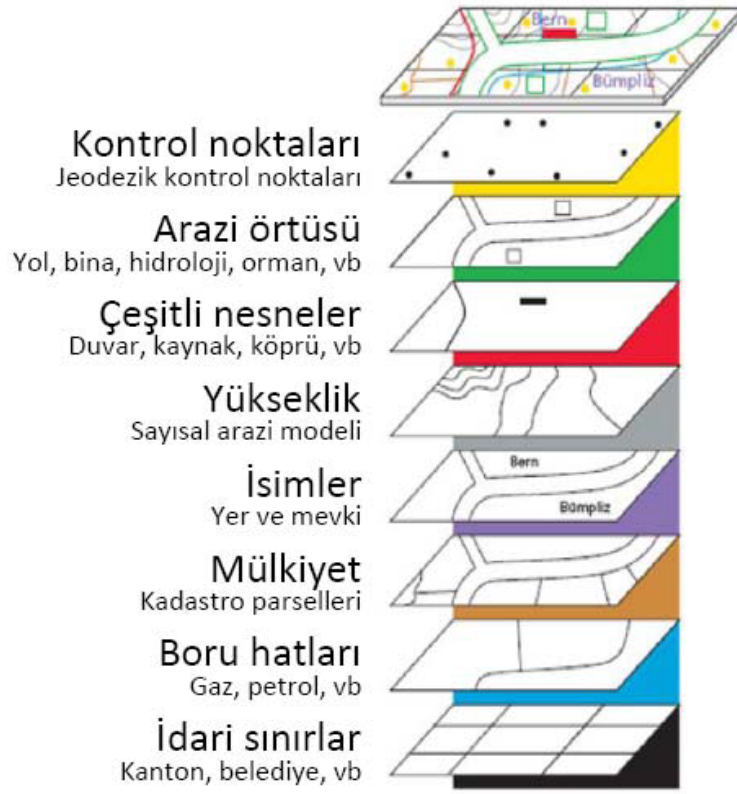 Bern
Bümpliz
Kontrol noktaları
Jeodezik kontrol noktaları
Arazi örtüsü
Yol, bina, hidroloji, orman, vb
Çeşitli nesneler
Duvar, kaynak, köprü, vb
Yükseklik
Sayısal arazi modeli
İsimler
Yer ve mevki
Bern
Bümpliz
Mülkiyet
Kadastro parselleri
Boru hatları
Gaz, petrol, vb
İdari sınırlar
Kanton, belediye, vb